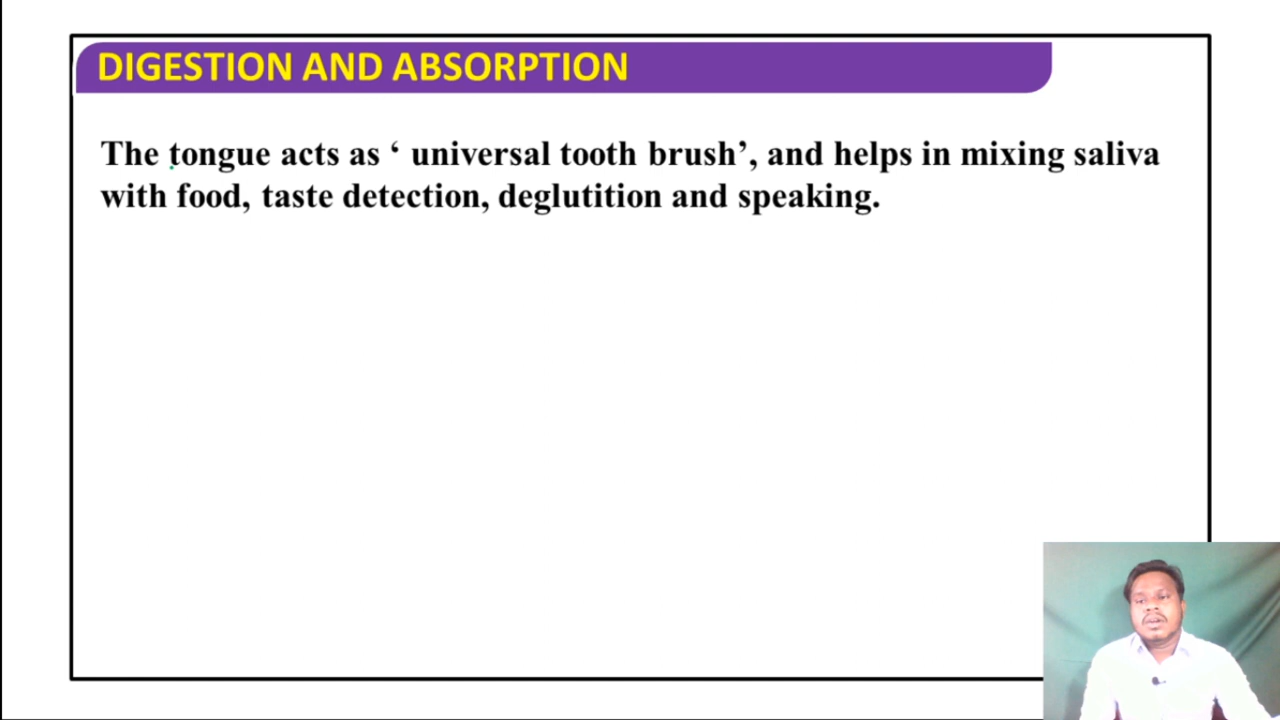 DIGESTION AND ABSORPTION
The tongue acts as ‘ universal tooth brush’, and helps in mixing saliva
with food, taste detection, deglutition and speaking.